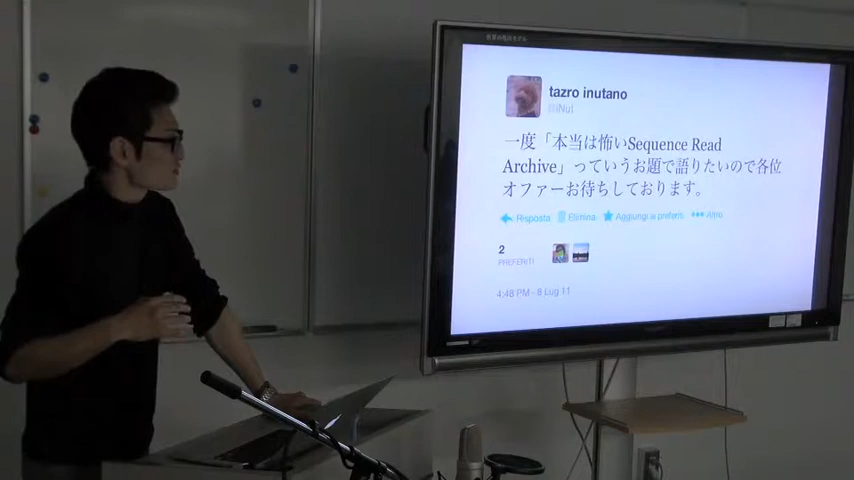 tazro inutano
@iNut
一度「本当は怖いSequence Read
Archive」っていうお題で語りたいので各位
オファーお待ちしております。
Risposta Elimina Aggiungi ai preferiti Altro
2
PREFERITI
4:48 PM - 8 Lug 11